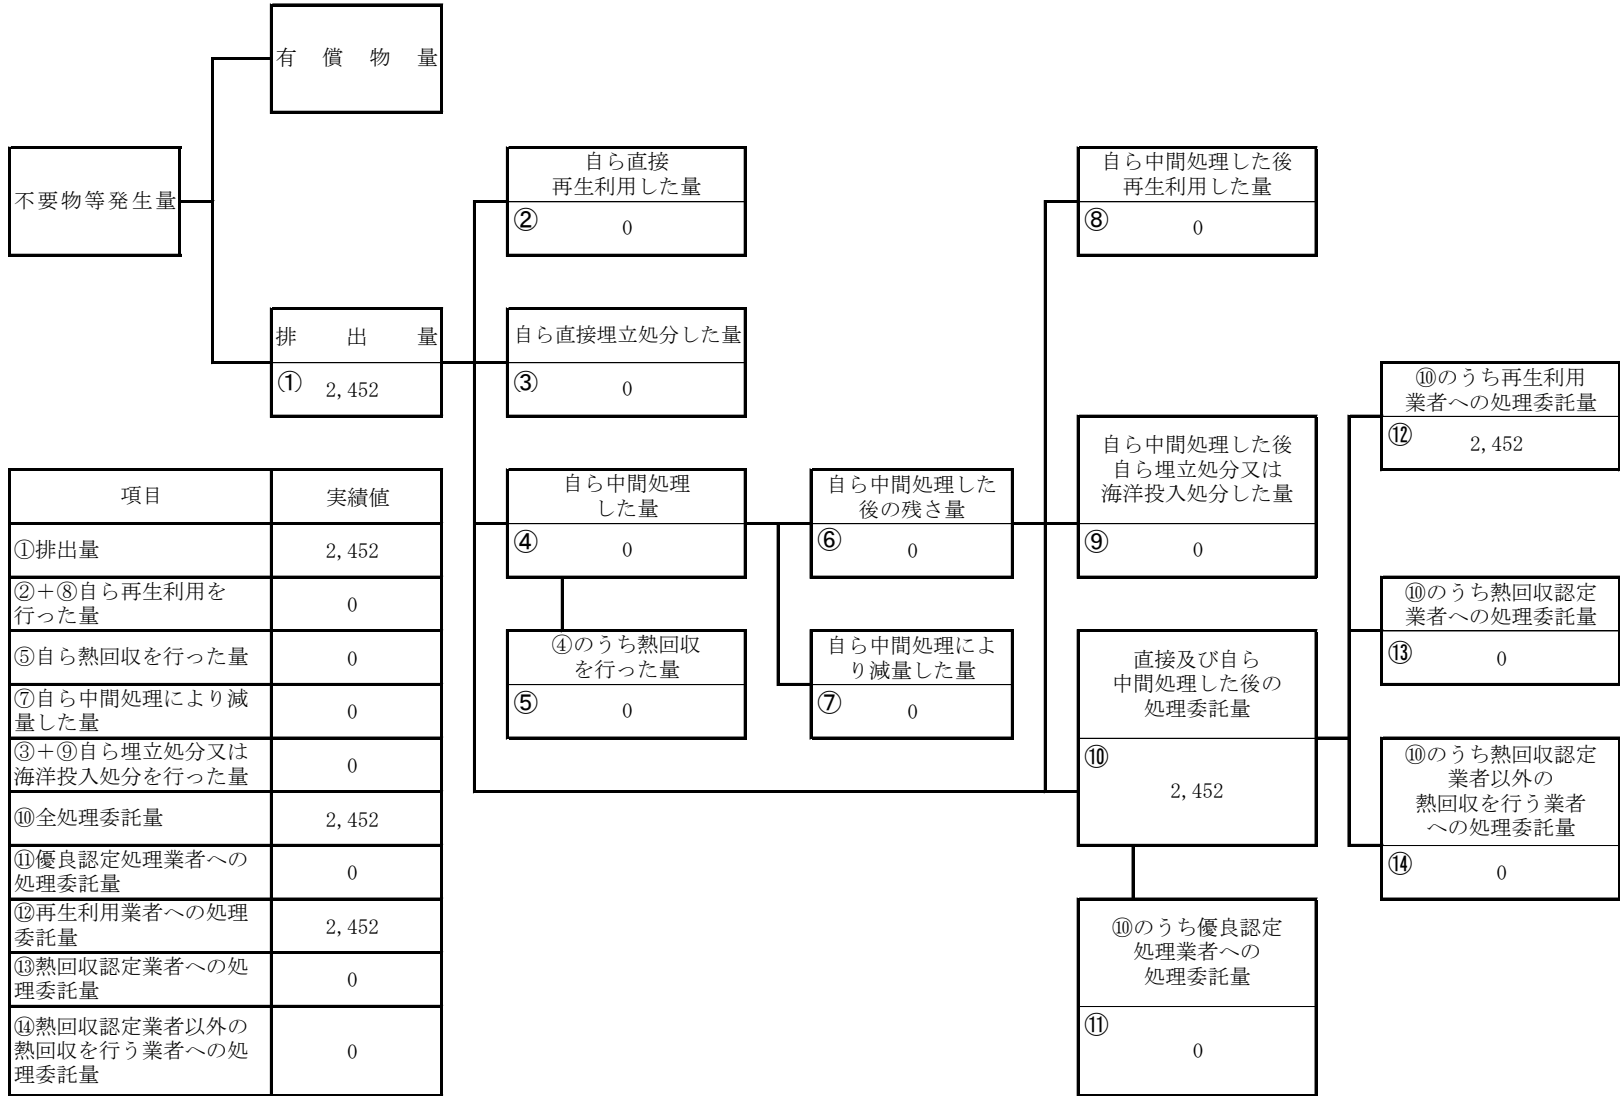 有償物量
不要物等発生量
排出量
① 2,452
自ら直接
再生利用した量
② 0
自ら直接埋立処分した量
③ 0
自ら中間処理
した量
④ 0
④のうち熱回収
を行った量
⑤ 0
自ら中間処理した
後の残さ量
⑥ 0
自ら中間処理によ
り減量した量
⑦ 0
自ら中間処理した後
再生利用した量
⑧ 0
自ら中間処理した後
自ら埋立処分又は
海洋投入処分した量
⑨ 0
直接及び自ら
中間処理した後の
処理委託量
⑩
2,452
⑩のうち優良認定
処理業者への
処理委託量
⑪
0
⑩のうち再生利用
業者への処理委託量
⑫ 2,452
⑩のうち熱回収認定
業者への処理委託量
⑬ 0
⑩のうち熱回収認定
業者以外の
熱回収を行う業者
への処理委託量
⑭ 0
項目 実績値
①排出量 2,452
②+⑧自ら再生利用を
行った量 0
⑤自ら熱回収を行った量 0
⑦自ら中間処理により減
量した量 0
③+⑨自ら埋立処分又は
海洋投入処分を行った量 0
⑩全処理委託量 2,452
⑪優良認定処理業者への
処理委託量 0
⑫再生利用業者への処理
委託量 2,452
⑬熱回収認定業者への処
理委託量 0
⑭熱回収認定業者以外の
熱回収を行う業者への処
理委託量 0